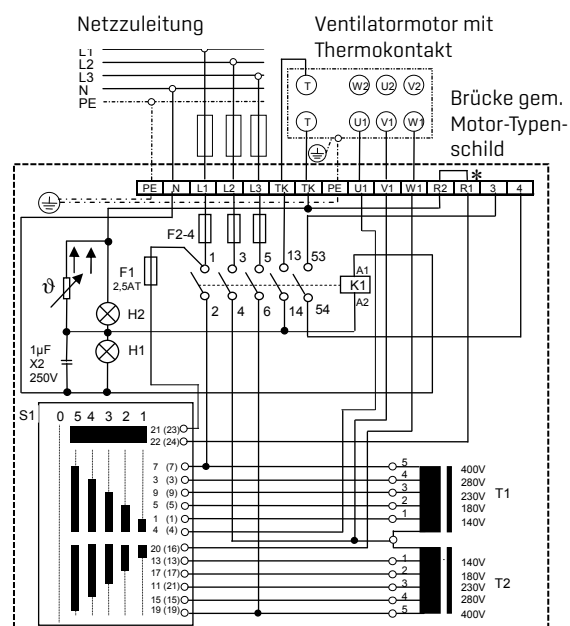 Netzzuleitung
Ventilatormotor mit
Thermokontakt
L1
L2
L3
N
PE
T W2 U2 V2
T U1 V1 W1
Brücke gem.
Motor-Typen-
schild
PE N L1 L2 L3 TK TK PE U1 V1 W1 R2 R1 3 4
*
F2-4
1 3 5 13 53
F1
2,5AT
A1
K1
A2
2 4 6 14 54
ϑ
H2
H1
1µF
X2
250V
S1
0 5 4 3 2 1
21 (23)
22 (24)
7 (7)
3 (3)
9 (9)
5 (5)
1 (1)
4 (4)
20 (16)
13 (13)
17 (17)
11 (21)
15 (15)
19 (19)
5 400V
4 280V
3 230V
2 180V
1 140V
T1
1 140V
2 180V
3 230V
4 280V
5 400V
T2